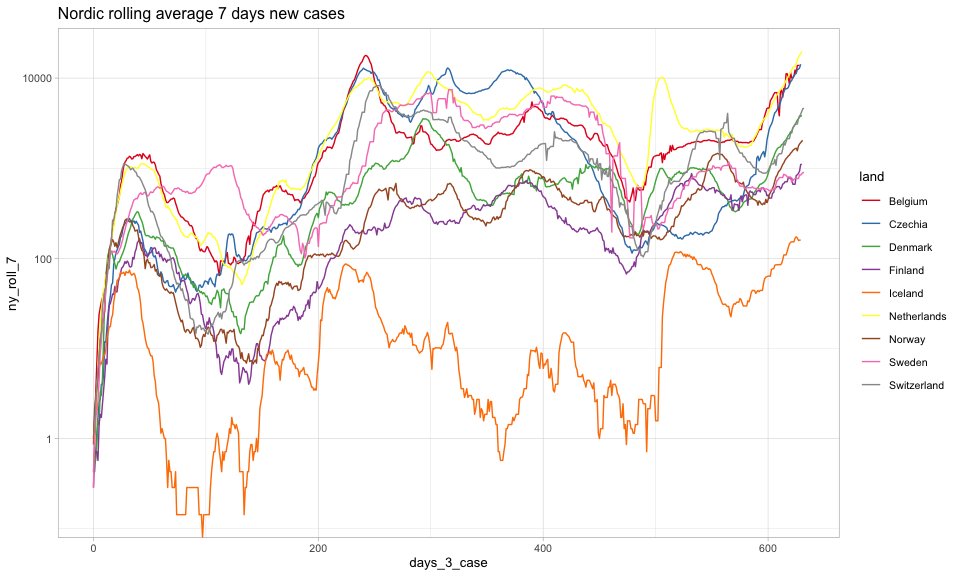 Nordic rolling average 7 days new cases
ny_roll_7
10000
100
1
0
200
400
600
days_3_case
land
Belgium
Czechia
Denmark
Finland
Iceland
Netherlands
Norway
Sweden
Switzerland